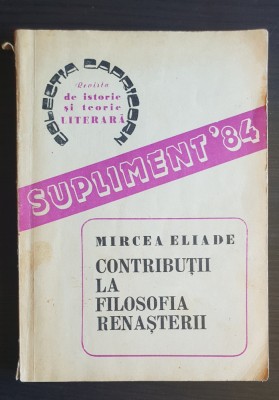 COLECȚIA CAPRICORN
Revista
de istorie
și teorie
LITERARĂ
SUPLIMENT '84
MIRCEA ELIADE
CONTRIBUȚII
LA
FILOSOFIA
RENAȘTERII